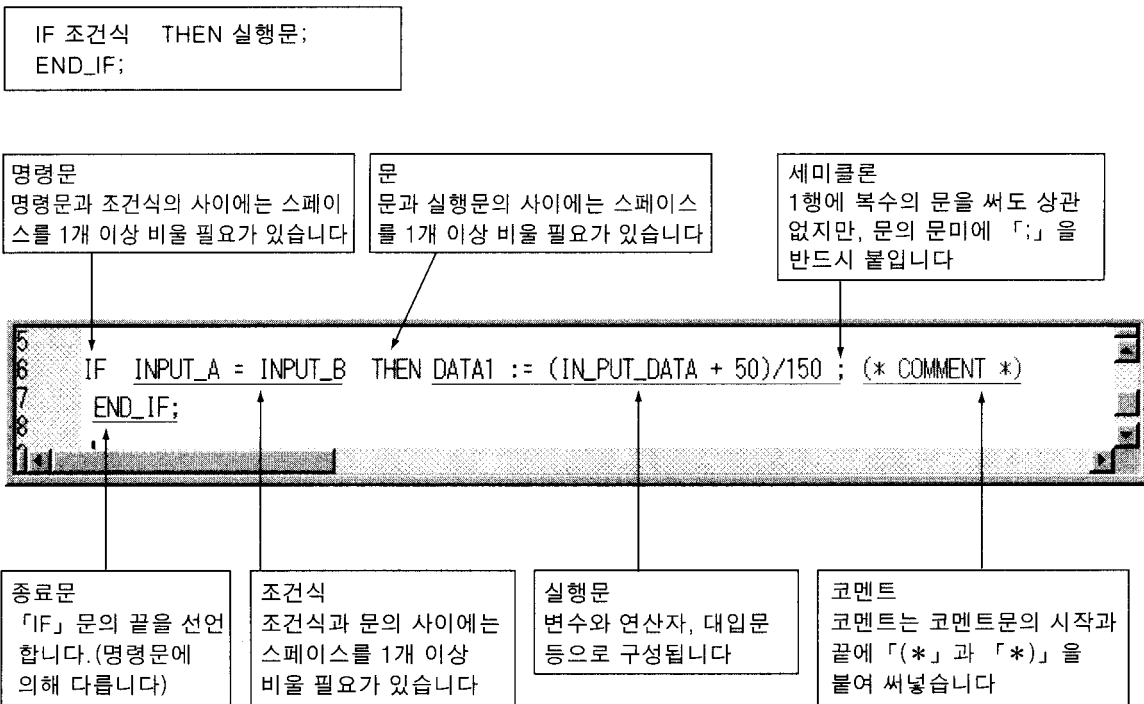 IF 조건식 THEN 실행문;
END_IF;
명령문
명령문과 조건식의 사이에는 스페이
스를 1개 이상 비울 필요가 있습니다
문
문과 실행문의 사이에는 스페이스
를 1개 이상 비울 필요가 있습니다
세미클론
1행에 복수의 문을 써도 상관
없지만, 문의 문미에 「;」을
반드시 붙입니다
5
6 IF INPUT_A = INPUT_B THEN DATA1 := (IN_PUT_DATA + 50)/150 ; (* COMMENT *)
7 END_IF;
8
종료문
「IF」문의 끝을 선언
합니다.(명령문에
의해 다릅니다)
조건식
조건식과 문의 사이에는
스페이스를 1개 이상
비울 필요가 있습니다
실행문
변수와 연산자, 대입문
등으로 구성됩니다
코멘트
코멘트는 코멘트문의 시작과
끝에 「(*」과 「*)」을
붙여 써넣습니다